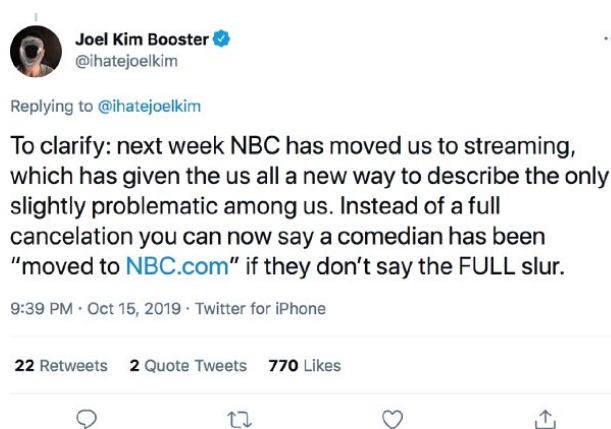 Joel Kim Booster
@ihatejoelkim
Replying to @ihatejoelkim
To clarify: next week NBC has moved us to streaming,
which has given the us all a new way to describe the only
slightly problematic among us. Instead of a full
cancelation you can now say a comedian has been
“moved to NBC.com” if they don’t say the FULL slur.
9:39 PM · Oct 15, 2019 · Twitter for iPhone
22 Retweets 2 Quote Tweets 770 Likes